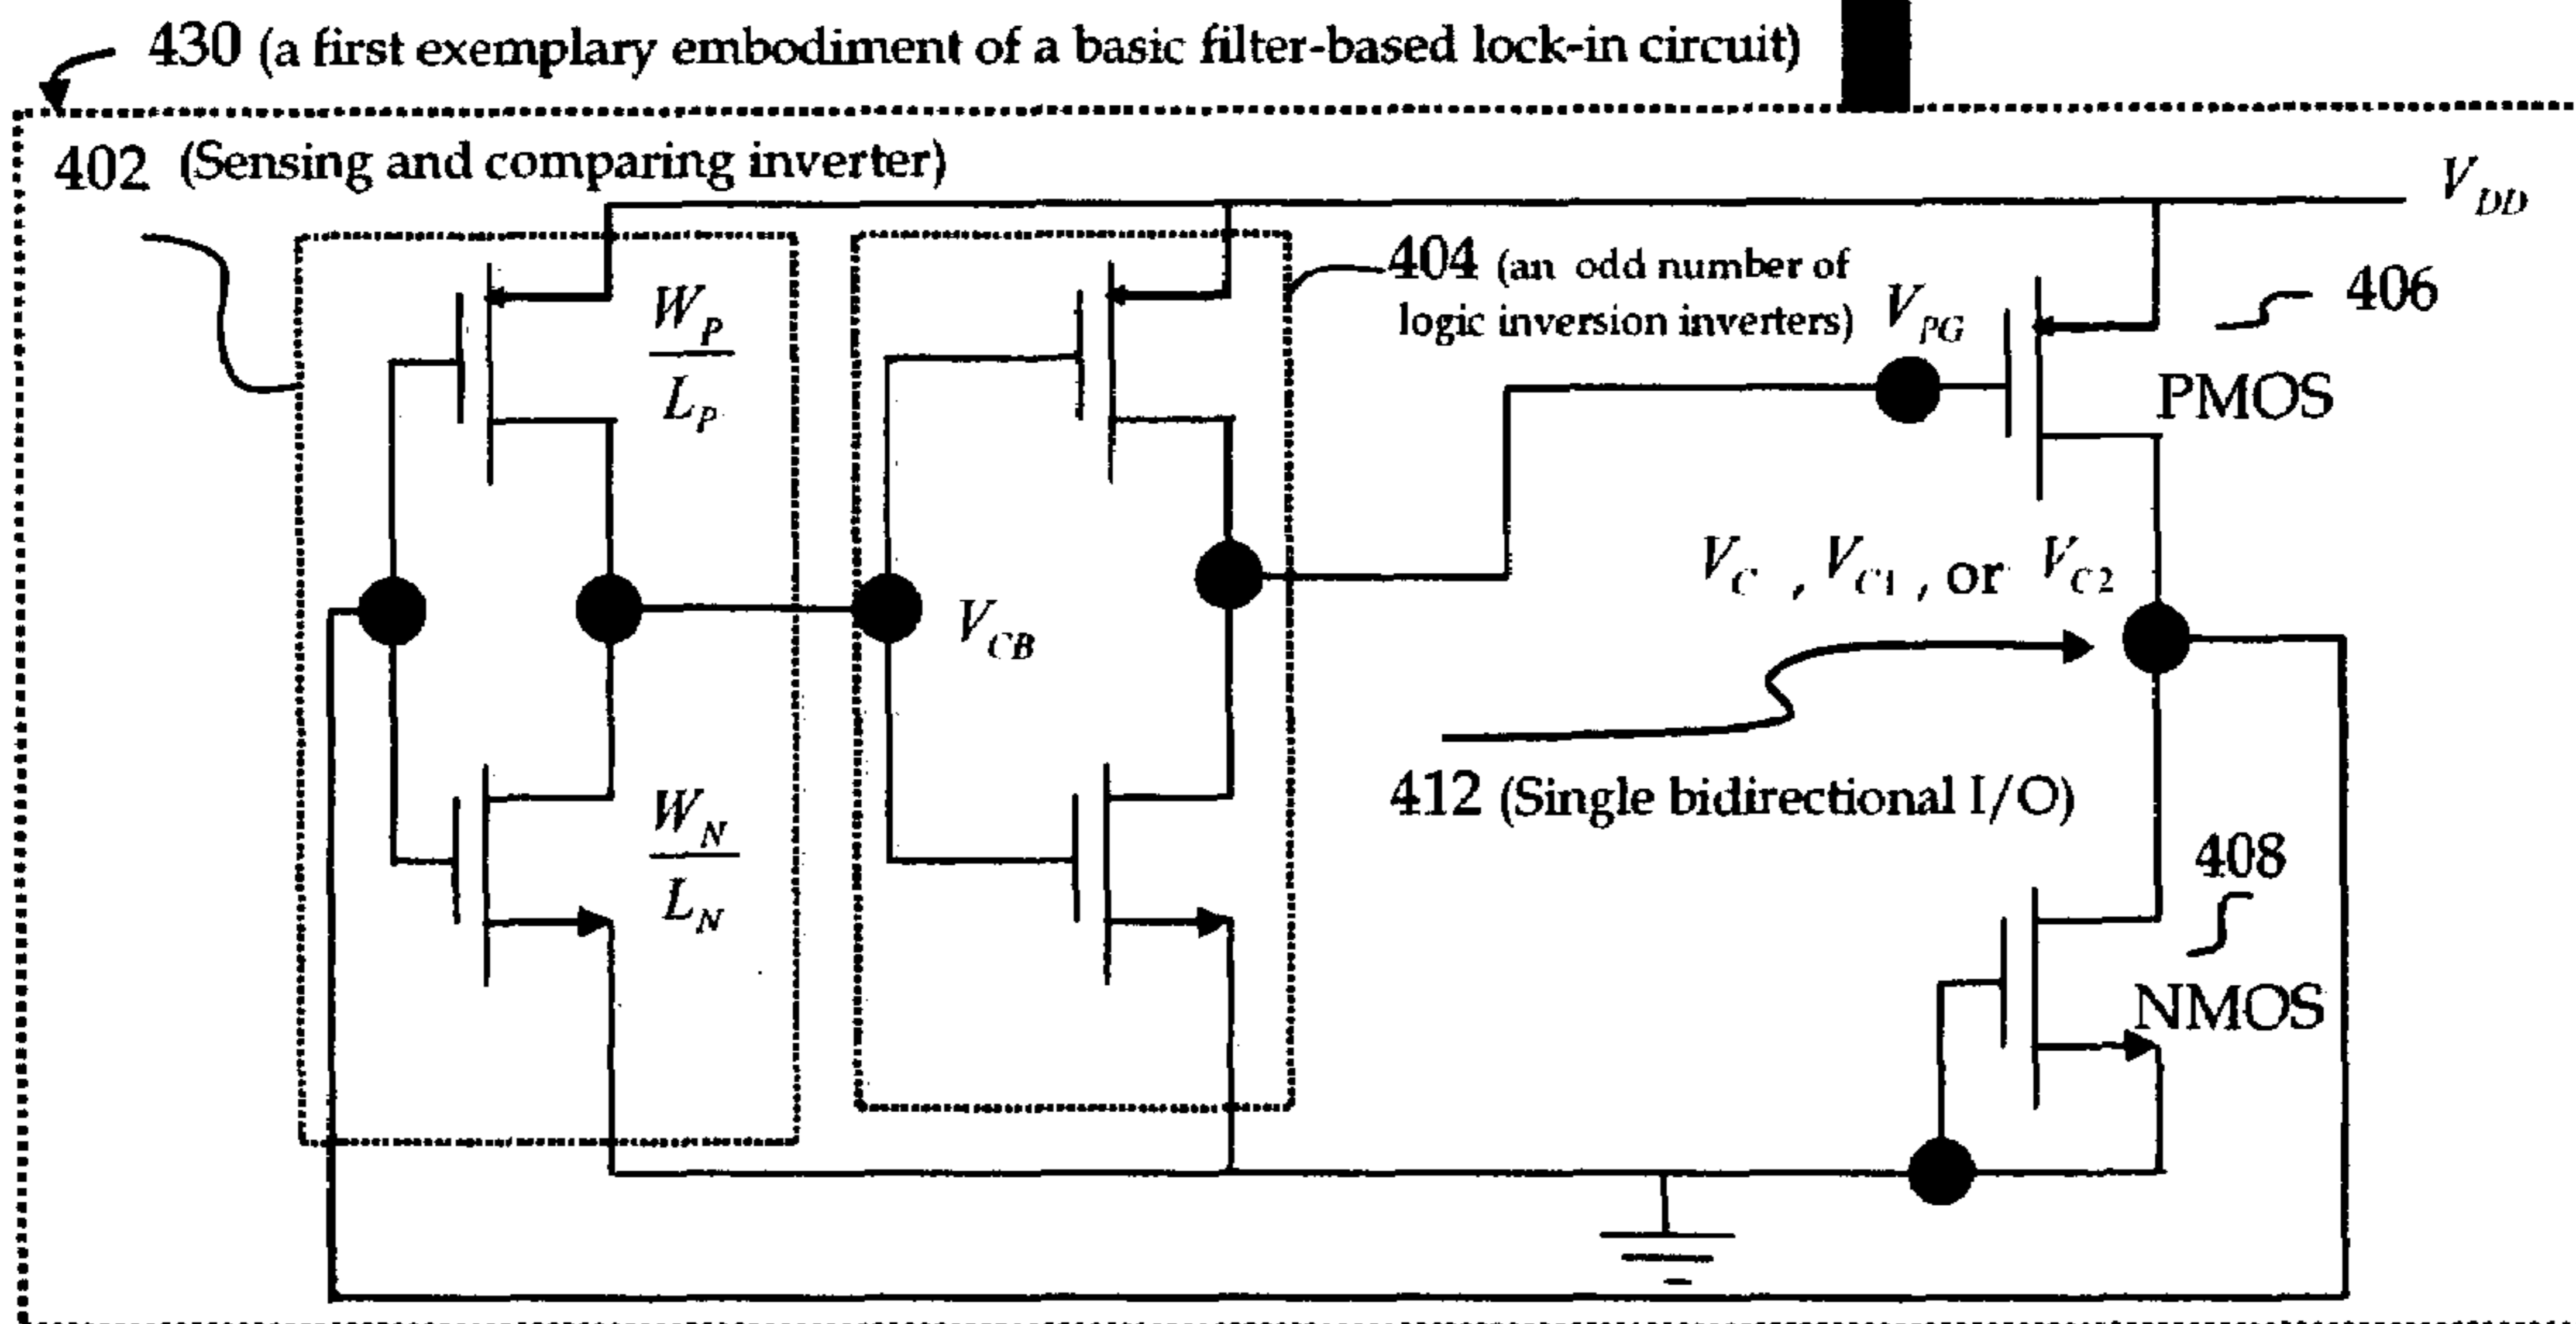 430 (a first exemplary embodiment of a basic filter-based lock-in circuit)
402 (Sensing and comparing inverter)
V_DD
404 (an odd number of
logic inversion inverters)
V_PG
406
PMOS
W_P
L_P
V_C , V_C1 , or V_C2
V_CB
412 (Single bidirectional I/O)
W_N
L_N
408
NMOS